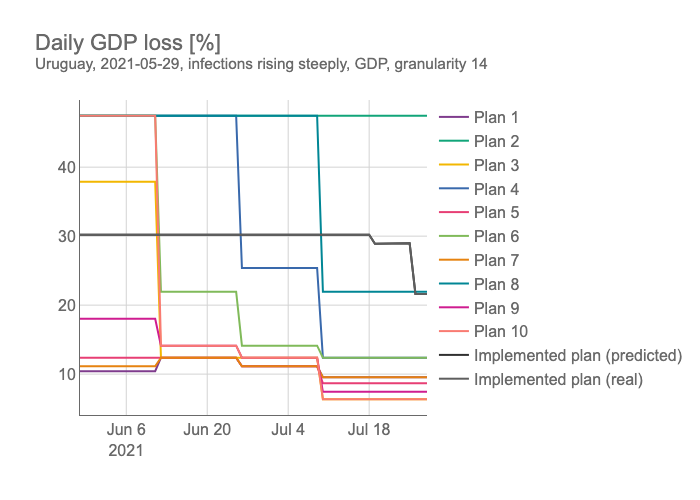 Daily GDP loss [%]
Uruguay, 2021-05-29, infections rising steeply, GDP, granularity 14
40
30
20
10
Jun 6
2021
Jun 20
Jul 4
Jul 18
Plan 1
Plan 2
Plan 3
Plan 4
Plan 5
Plan 6
Plan 7
Plan 8
Plan 9
Plan 10
Implemented plan (predicted)
Implemented plan (real)